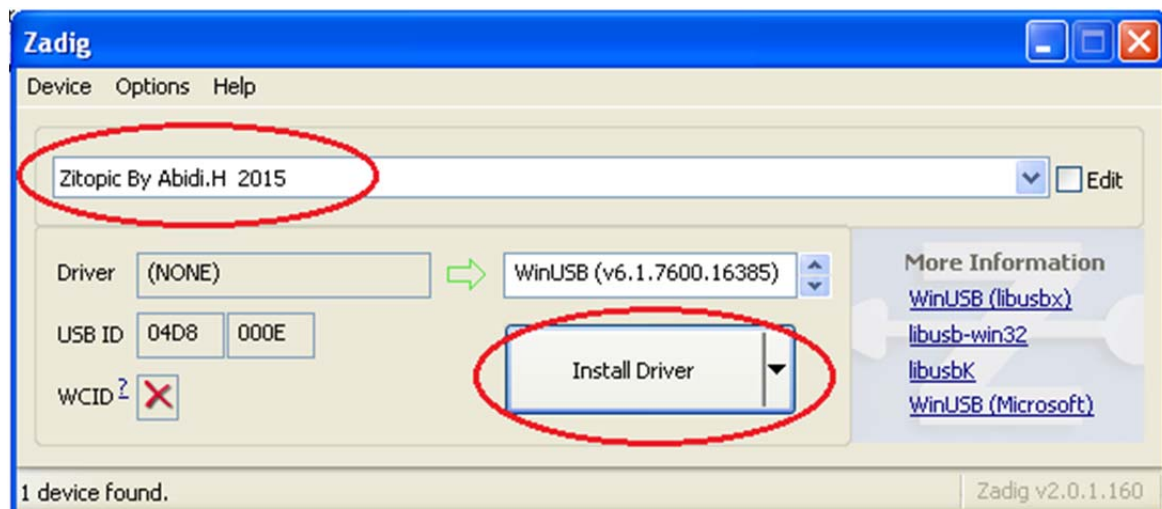 Zadig
Device Options Help
Zitopic By Abidi.H 2015
Edit
Driver (NONE) WinUSB (v6.1.7600.16385)
USB ID 04D8 000E
WCID ?
Install Driver
More Information
WinUSB (libusbx)
libusb-win32
libusbK
WinUSB (Microsoft)
1 device found.
Zadig v2.0.1.160